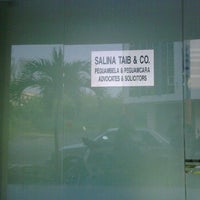 SALINA TAIB & CO.
PEGUAMBELA & PEGUAMCARA
ADVOCATES & SOLICITORS